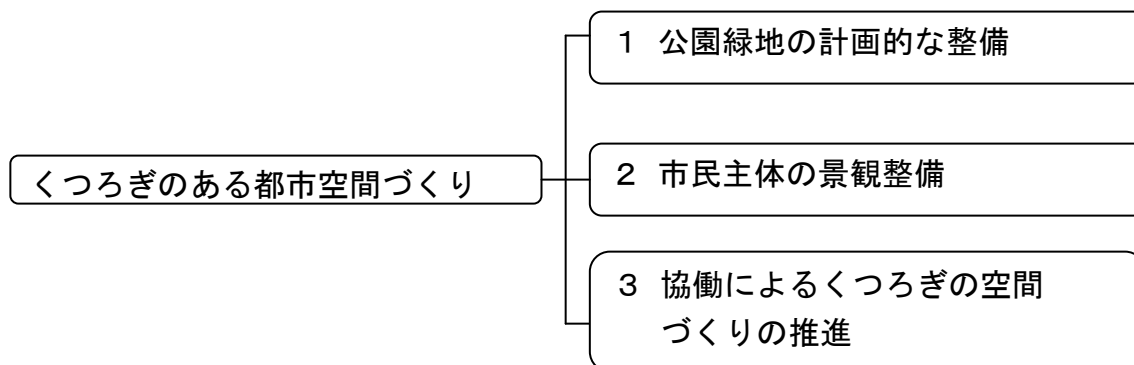 １ 公園緑地の計画的な整備
くつろぎのある都市空間づくり
２ 市民主体の景観整備
３ 協働によるくつろぎの空間
づくりの推進